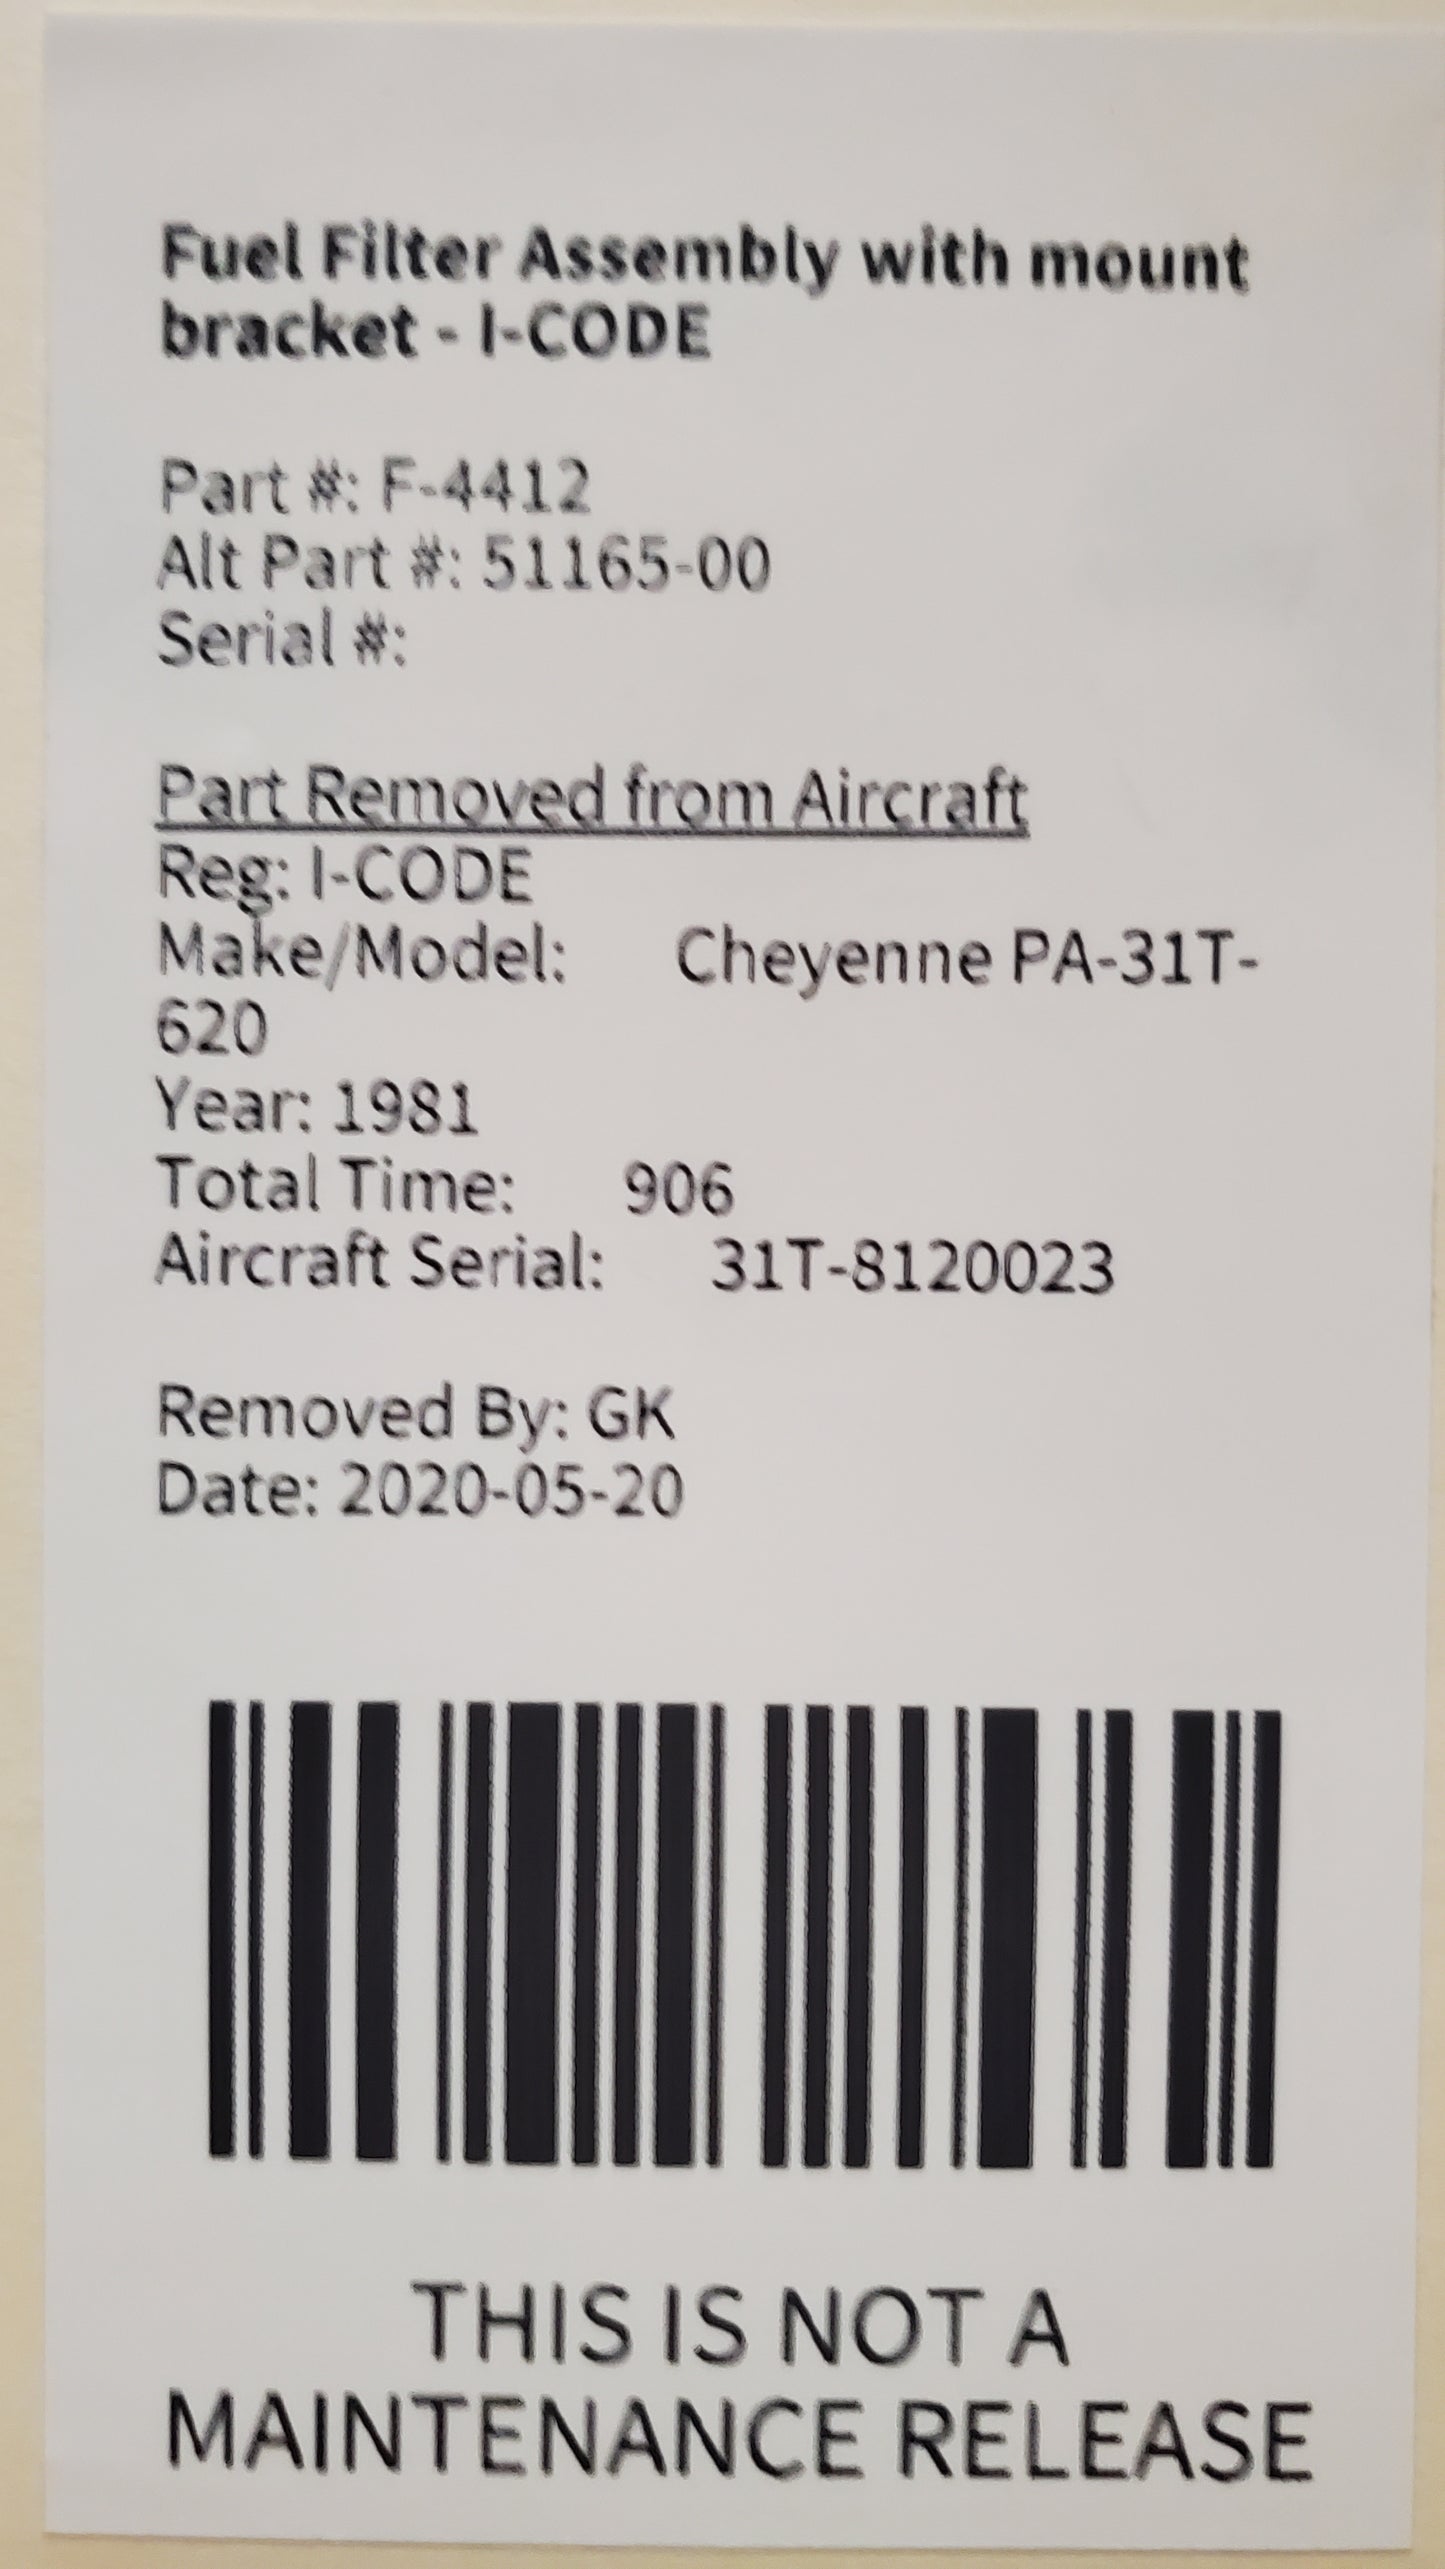 Fuel Filter Assembly with mount
bracket - I-CODE
Part #: F-4412
Alt Part #: 51165-00
Serial #:
Part Removed from Aircraft
Reg: I-CODE
Make/Model: Cheyenne PA-31T-
620
Year: 1981
Total Time: 906
Aircraft Serial: 31T-8120023
Removed By: GK
Date: 2020-05-20
THIS IS NOT A
MAINTENANCE RELEASE